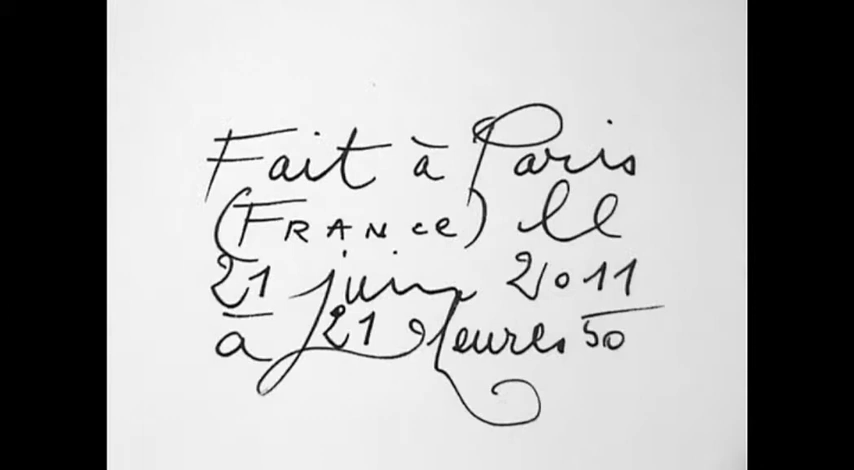 Fait à Paris
(FRANCe) le
21 juin 2011
à 21 Heures 50